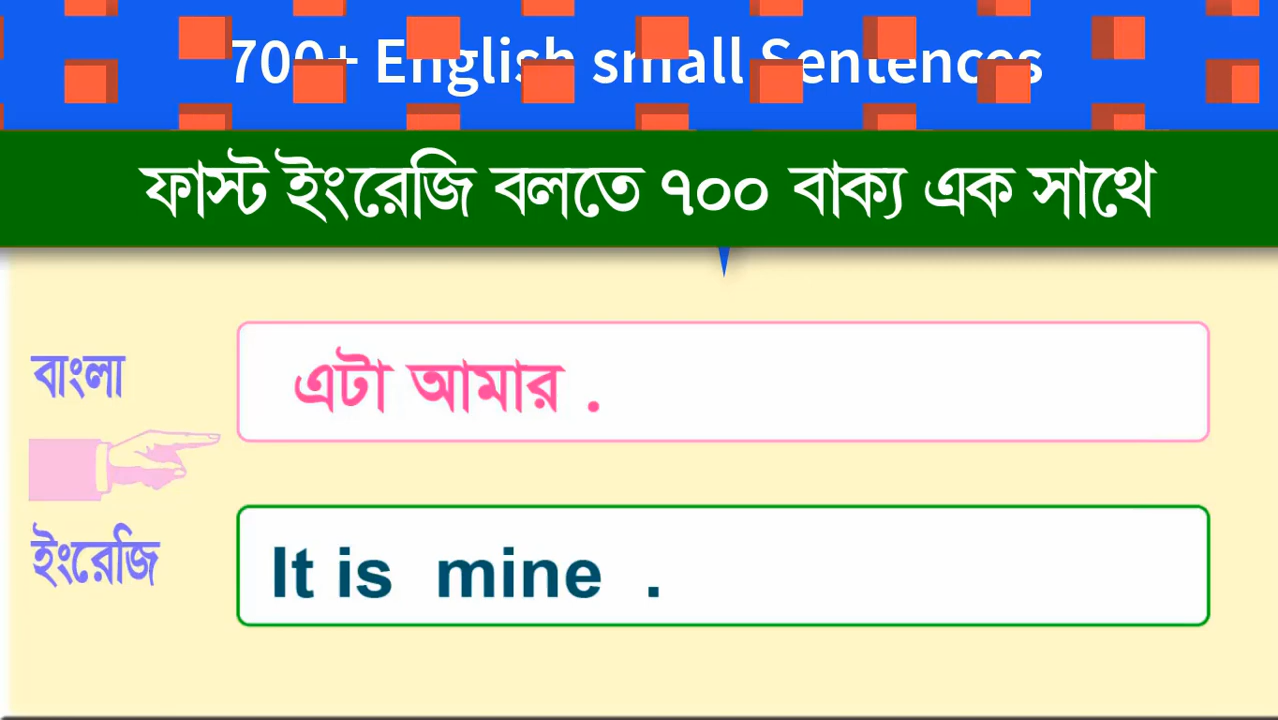 700+ English small Sentences
ফাস্ট ইংরেজি বলতে ৭০০ বাক্য এক সাথে
বাংলা
এটা আমার .
ইংরেজি
It is mine .